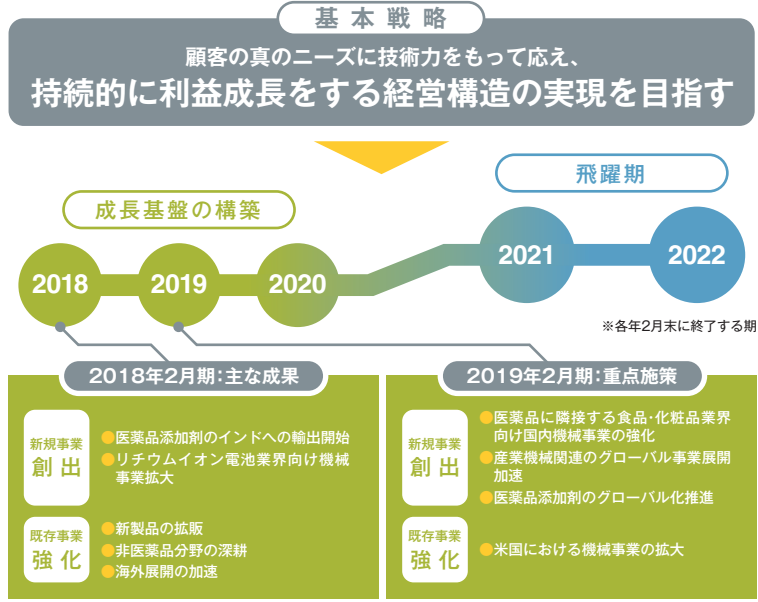 基本戦略
顧客の真のニーズに技術力をもって応え、
持続的に利益成長をする経営構造の実現を目指す
飛躍期
成長基盤の構築
2018
2019
2020
2021
2022
※各年2月末に終了する期
2018年2月期:主な成果
新規事業
創出
●医薬品添加剤のインドへの輸出開始
●リチウムイオン電池業界向け機械
事業拡大
既存事業
強化
●新製品の拡販
●非医薬品分野の深耕
●海外展開の加速
2019年2月期:重点施策
新規事業
創出
●医薬品に隣接する食品・化粧品業界
向け国内機械事業の強化
●産業機械関連のグローバル事業展開
加速
●医薬品添加剤のグローバル化推進
既存事業
強化
●米国における機械事業の拡大